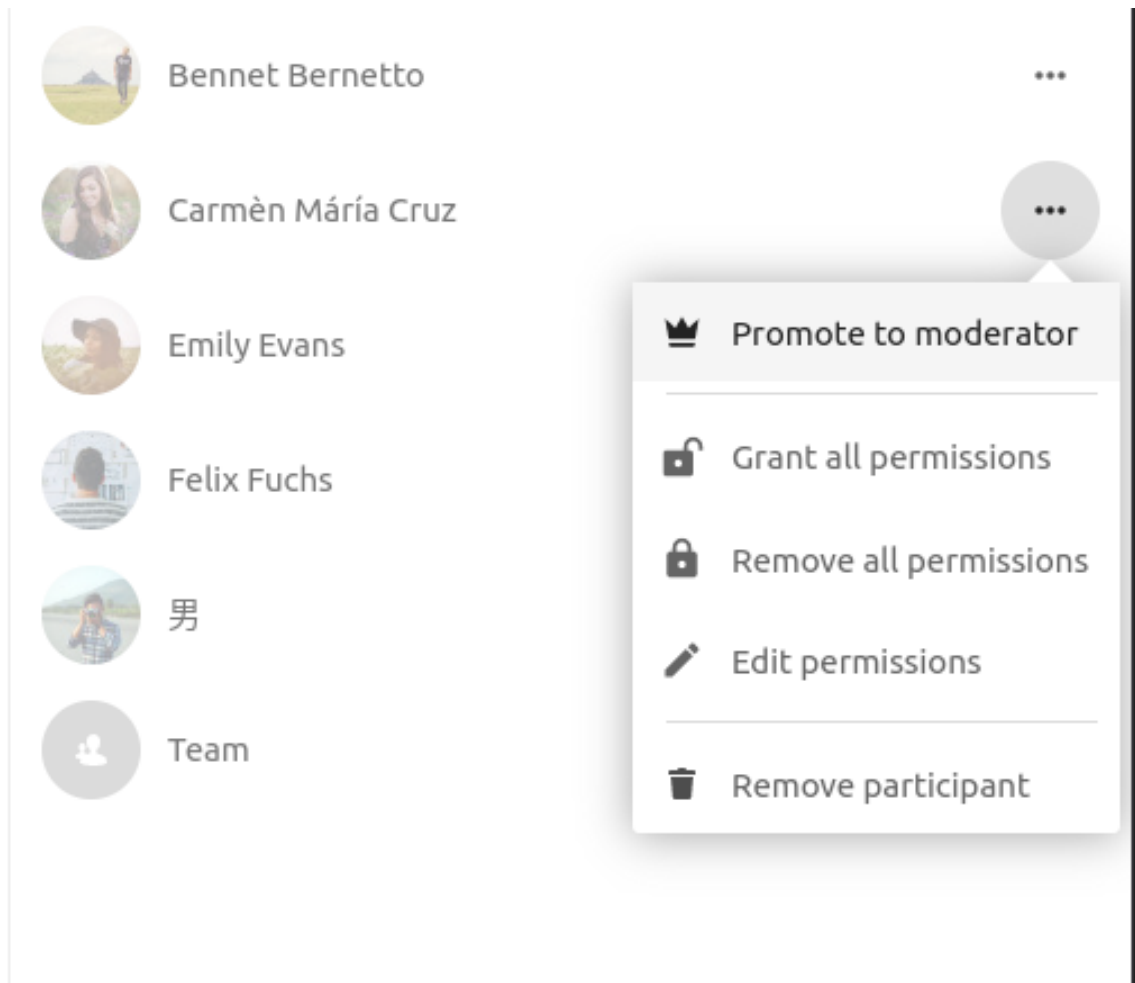 Bennet Bernetto
Carmèn Máría Cruz
Promote to moderator
Emily Evans
Grant all permissions
Felix Fuchs
Remove all permissions
男
Edit permissions
Team
Remove participant